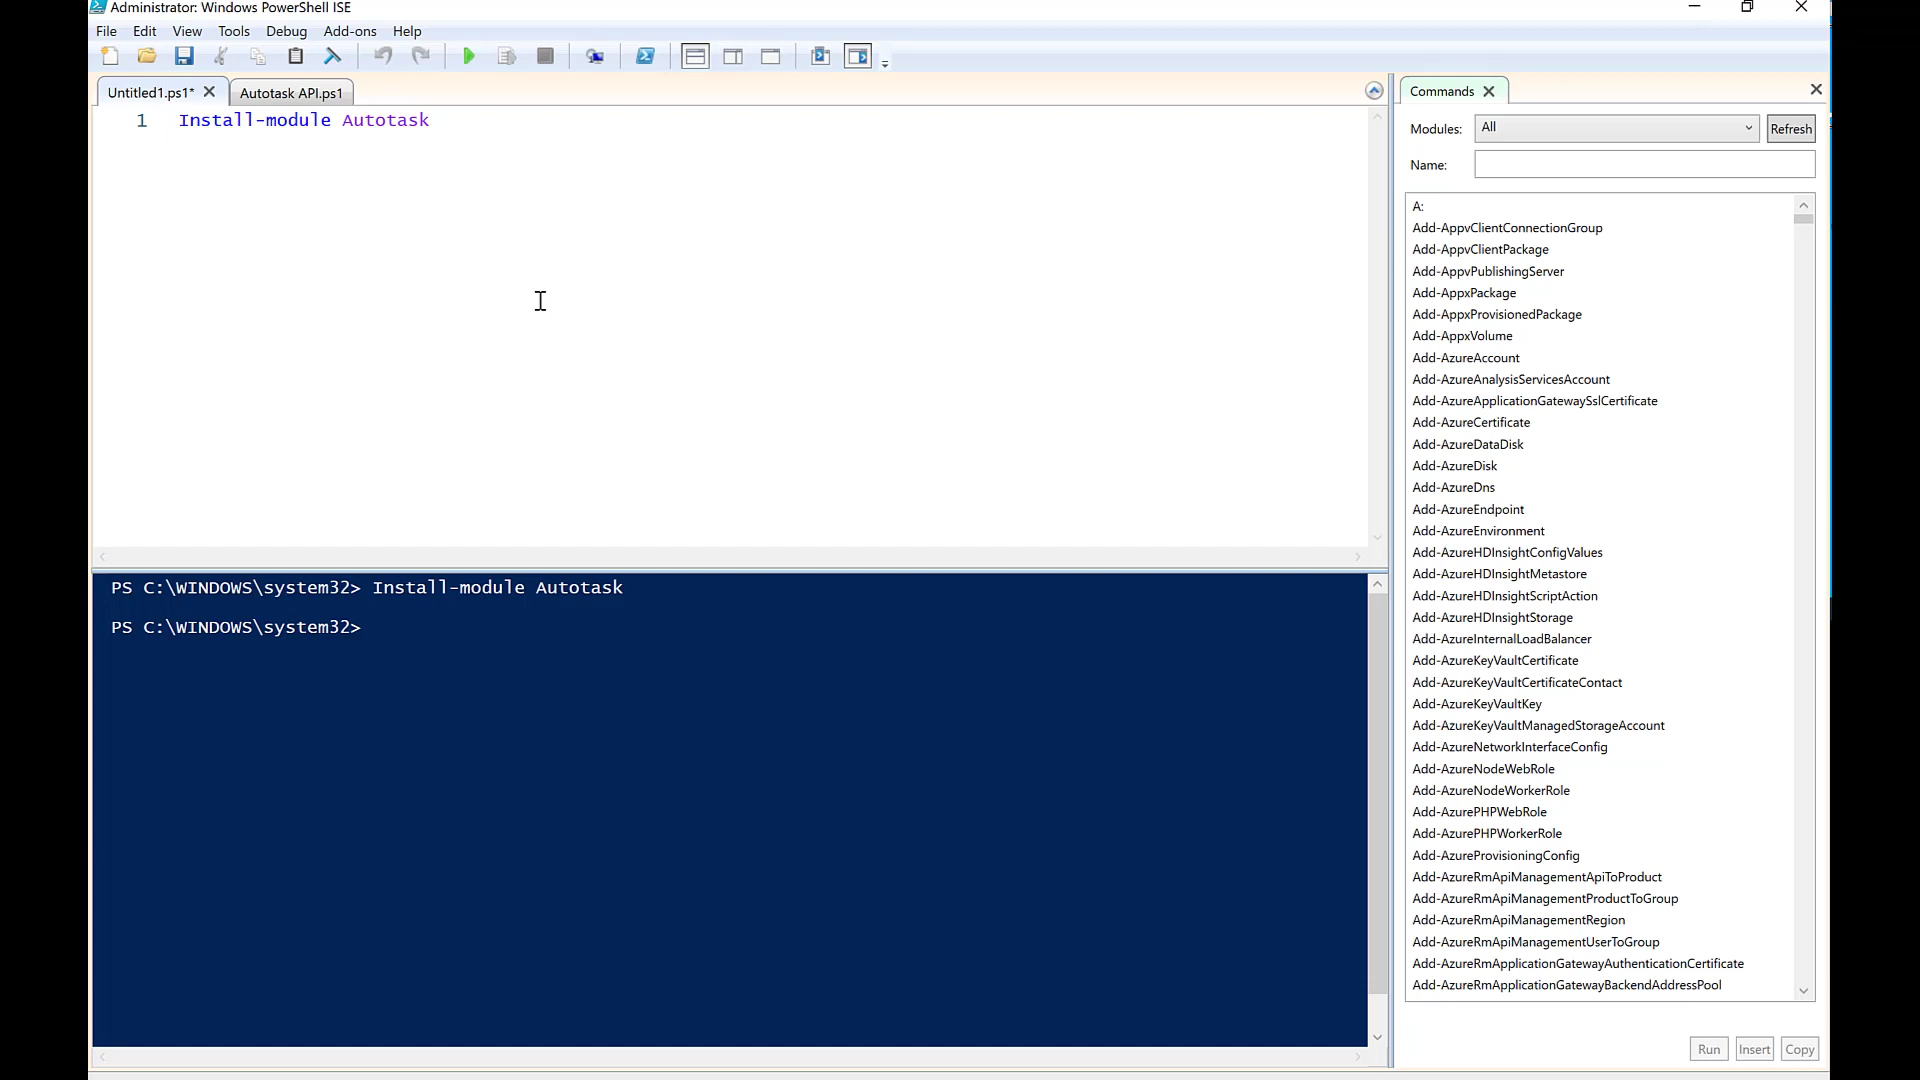 Administrator: Windows PowerShell ISE
File Edit View Tools Debug Add-ons Help
Untitled1.ps1* Autotask API.ps1
1 Install-module Autotask
PS C:\WINDOWS\system32> Install-module Autotask
PS C:\WINDOWS\system32>
Commands
Modules: All Refresh
Name:
A:
Add-AppvClientConnectionGroup
Add-AppvClientPackage
Add-AppvPublishingServer
Add-AppxPackage
Add-AppxProvisionedPackage
Add-AppxVolume
Add-AzureAccount
Add-AzureAnalysisServicesAccount
Add-AzureApplicationGatewaySslCertificate
Add-AzureCertificate
Add-AzureDataDisk
Add-AzureDisk
Add-AzureDns
Add-AzureEndpoint
Add-AzureEnvironment
Add-AzureHDInsightConfigValues
Add-AzureHDInsightMetastore
Add-AzureHDInsightScriptAction
Add-AzureHDInsightStorage
Add-AzureInternalLoadBalancer
Add-AzureKeyVaultCertificate
Add-AzureKeyVaultCertificateContact
Add-AzureKeyVaultKey
Add-AzureKeyVaultManagedStorageAccount
Add-AzureNetworkInterfaceConfig
Add-AzureNodeWebRole
Add-AzureNodeWorkerRole
Add-AzurePHPWebRole
Add-AzurePHPWorkerRole
Add-AzureProvisioningConfig
Add-AzureRmApiManagementApiToProduct
Add-AzureRmApiManagementProductToGroup
Add-AzureRmApiManagementRegion
Add-AzureRmApiManagementUserToGroup
Add-AzureRmApplicationGatewayAuthenticationCertificate
Add-AzureRmApplicationGatewayBackendAddressPool
Run Insert Copy